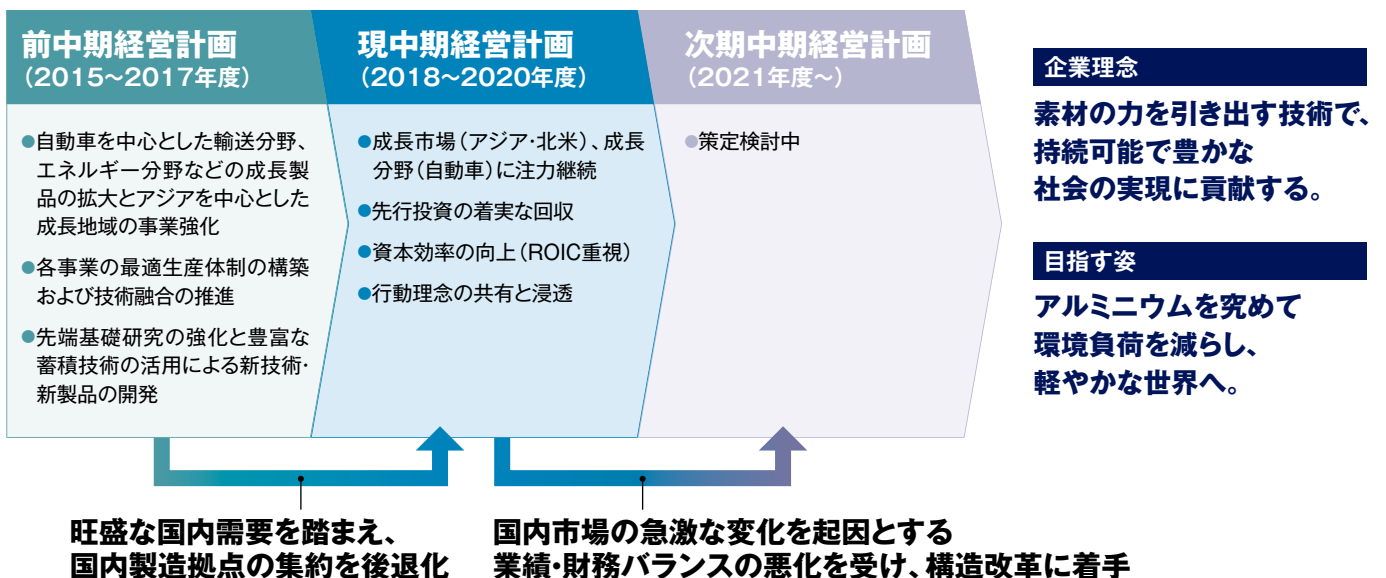 前中期経営計画
（2015～2017年度）
●自動車を中心とした輸送分野、
エネルギー分野などの成長製
品の拡大とアジアを中心とした
成長地域の事業強化
●各事業の最適生産体制の構築
および技術融合の推進
●先端基礎研究の強化と豊富な
蓄積技術の活用による新技術・
新製品の開発
現中期経営計画
（2018～2020年度）
●成長市場（アジア・北米）、成長
分野（自動車）に注力継続
●先行投資の着実な回収
●資本効率の向上（ROIC重視）
●行動理念の共有と浸透
次期中期経営計画
（2021年度～）
●策定検討中
旺盛な国内需要を踏まえ、
国内製造拠点の集約を後退化
国内市場の急激な変化を起因とする
業績・財務バランスの悪化を受け、構造改革に着手
企業理念
素材の力を引き出す技術で、
持続可能で豊かな
社会の実現に貢献する。
目指す姿
アルミニウムを究めて
環境負荷を減らし、
軽やかな世界へ。